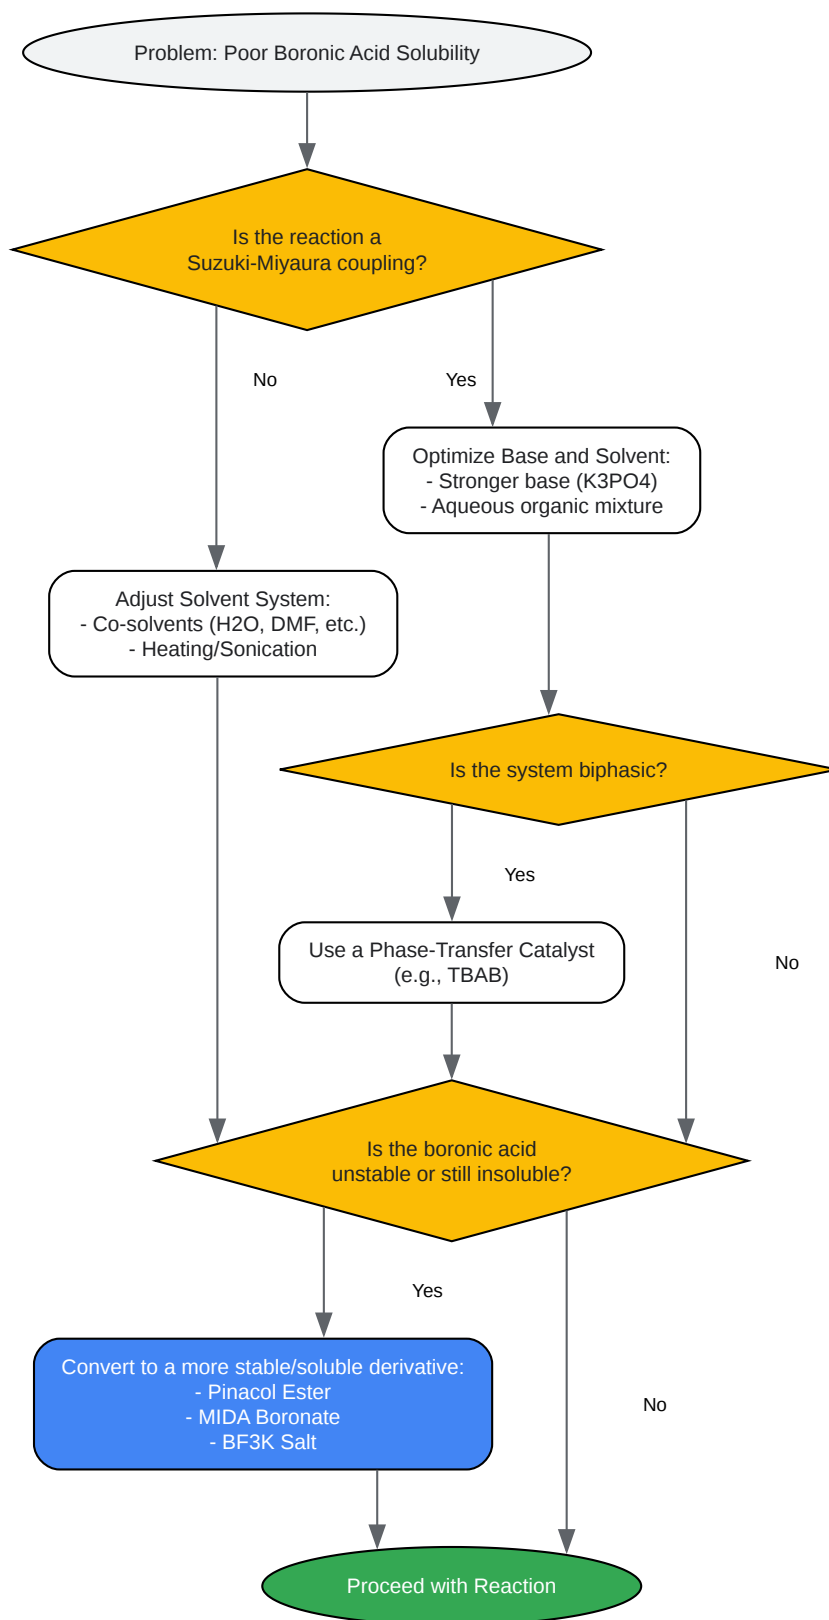 Problem: Poor Boronic Acid Solubility
Is the reaction a
Suzuki-Miyaura coupling?
No
Yes
Optimize Base and Solvent:
- Stronger base (K3PO4)
- Aqueous organic mixture
Adjust Solvent System:
- Co-solvents (H2O, DMF, etc.)
- Heating/Sonication
Is the system biphasic?
Yes
Use a Phase-Transfer Catalyst
(e.g., TBAB)
No
Is the boronic acid
unstable or still insoluble?
Yes
Convert to a more stable/soluble derivative:
- Pinacol Ester
- MIDA Boronate
- BF3K Salt
No
Proceed with Reaction